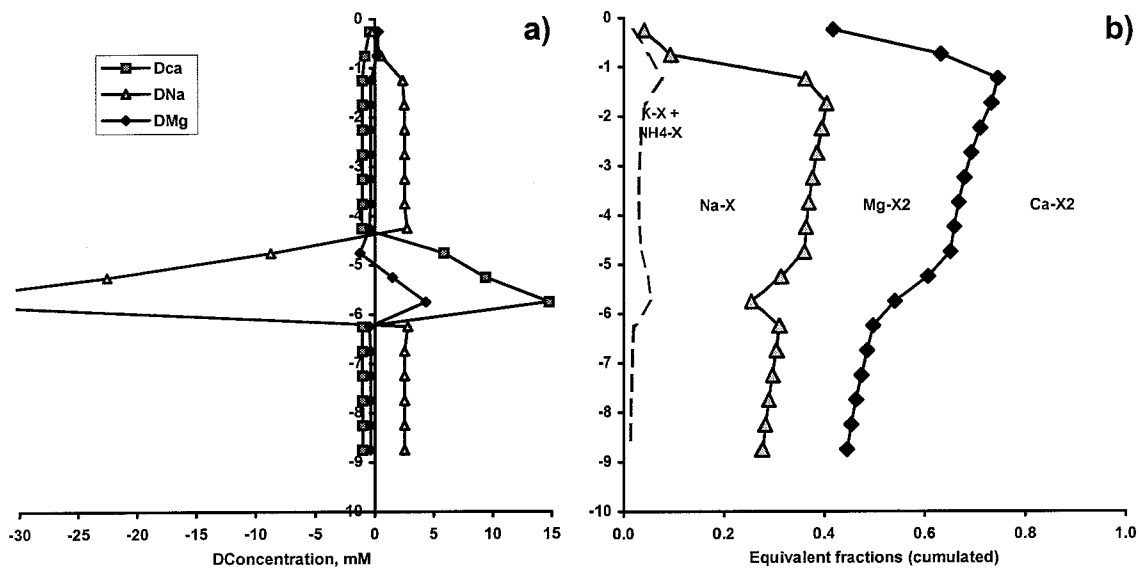 a)
Dca
DNa
DMg
0
-1
-2
-3
-4
-5
-6
-7
-8
-9
10
-30 -25 -20 -15 -10 -5 0 5 10 15
DConcentration, mM
b)
0
-1
-2
-3
-4
-5
-6
-7
-8
-9
-10
K-X +
NH4-X
Na-X Mg-X2 Ca-X2
0.0 0.2 0.4 0.6 0.8 1.0
Equivalent fractions (cumulated)